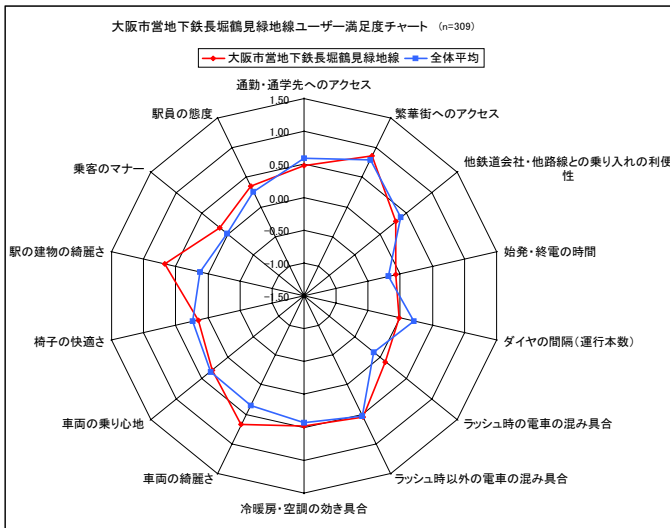 大阪市営地下鉄長堀鶴見緑地線ユーザー満足度チャート (n=309)
大阪市営地下鉄長堀鶴見緑地線 全体平均
通勤・通学先へのアクセス
1.50
駅員の態度
繁華街へのアクセス
1.00
乗客のマナー
0.50
他鉄道会社・他路線との乗り入れの利便
性
0.00
駅の建物の綺麗さ
-0.50
始発・終電の時間
-1.00
-1.50
椅子の快適さ
ダイヤの間隔(運行本数)
車両の乗り心地
ラッシュ時の電車の混み具合
車両の綺麗さ
ラッシュ時以外の電車の混み具合
冷暖房・空調の効き具合